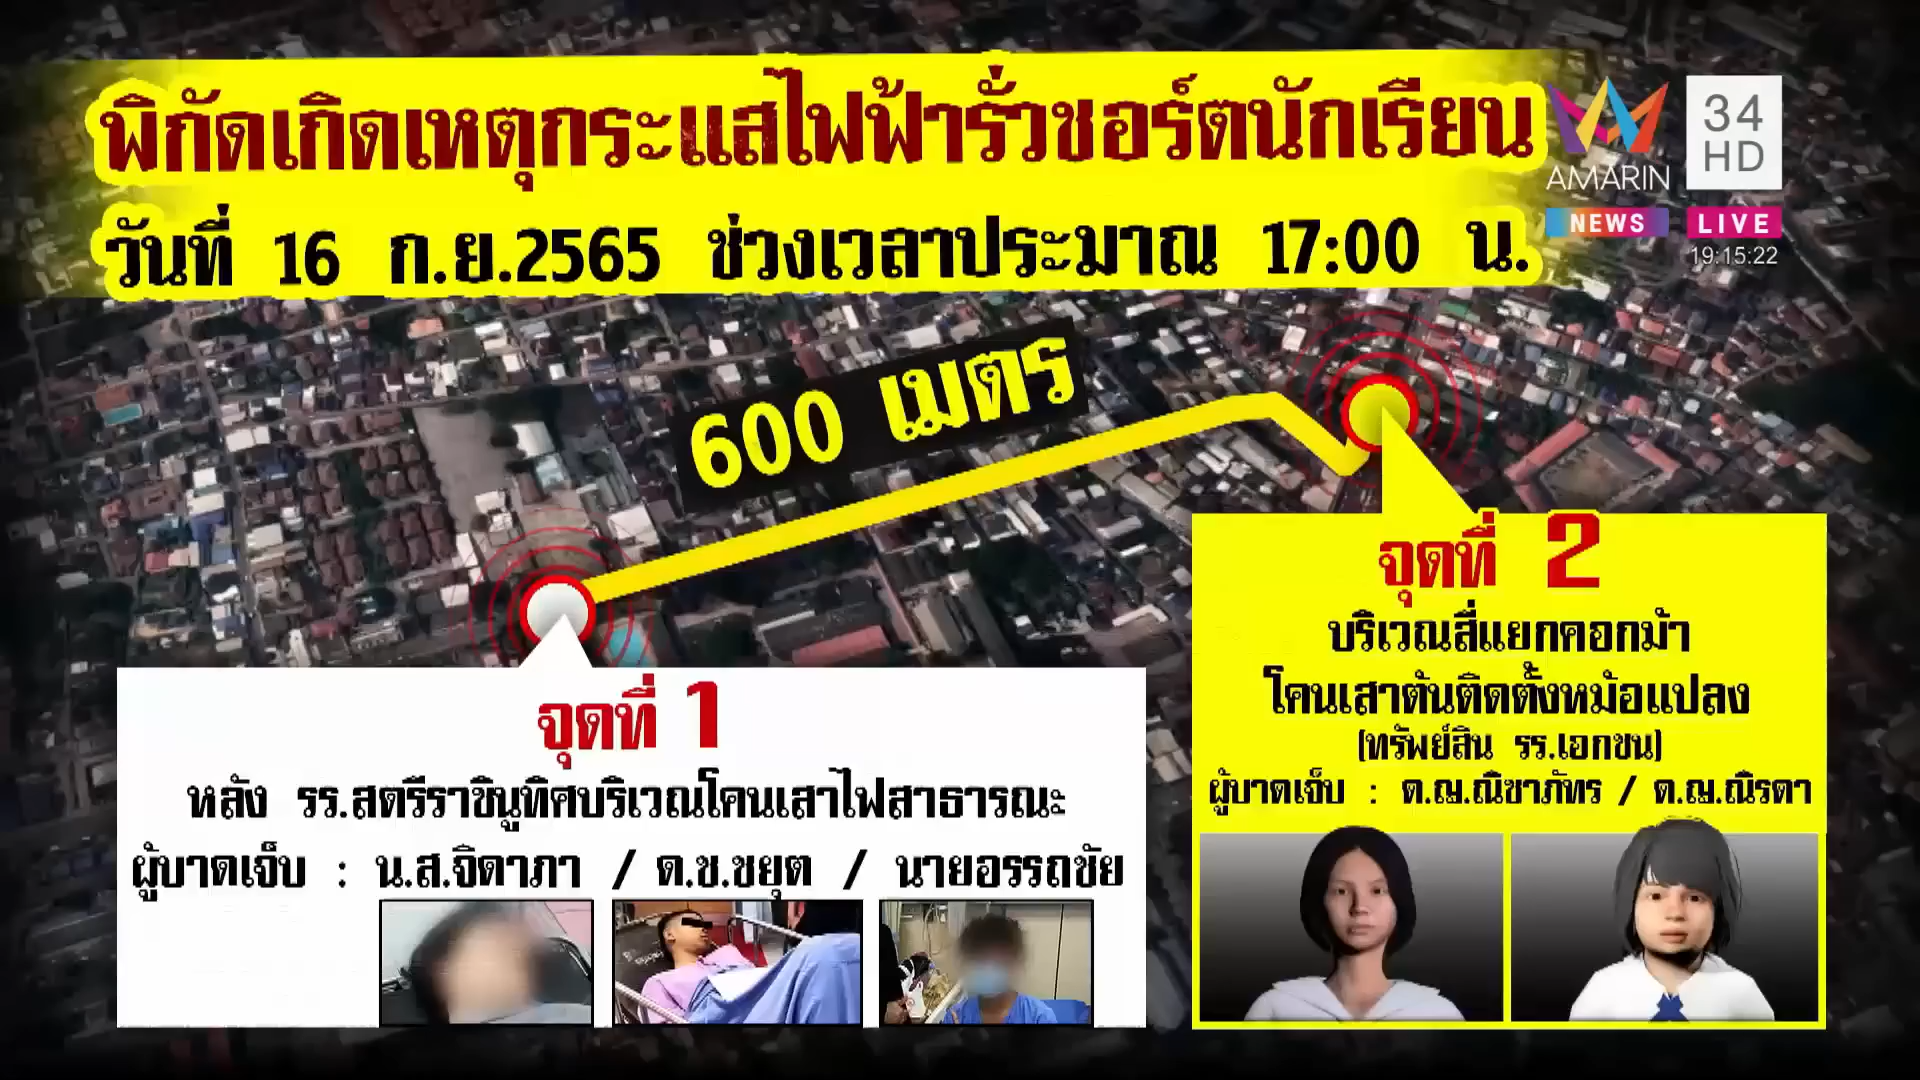 พิกัดเกิดเหตุกระแสไฟฟ้ารั่วชอร์ตนักเรียน
วันที่ 16 ก.ย.2565 ช่วงเวลาประมาณ 17:00 น.
AMARIN
NEWS
34
HD
LIVE
19:15:22
600 เมตร
จุดที่ 1
หลัง รร.สตรีราชินูทิศบริเวณโคนเสาไฟสาธารณะ
ผู้บาดเจ็บ : น.ส.จิดาภา / ด.ช.ชยุต / นายอรรถชัย
จุดที่ 2
บริเวณสี่แยกคอกม้า
โคนเสาต้นติดตั้งหม้อแปลง
(ทรัพย์สิน รร.เอกชน)
ผู้บาดเจ็บ : ด.ญ.ณิชาภัทร / ด.ญ.ณิรดา